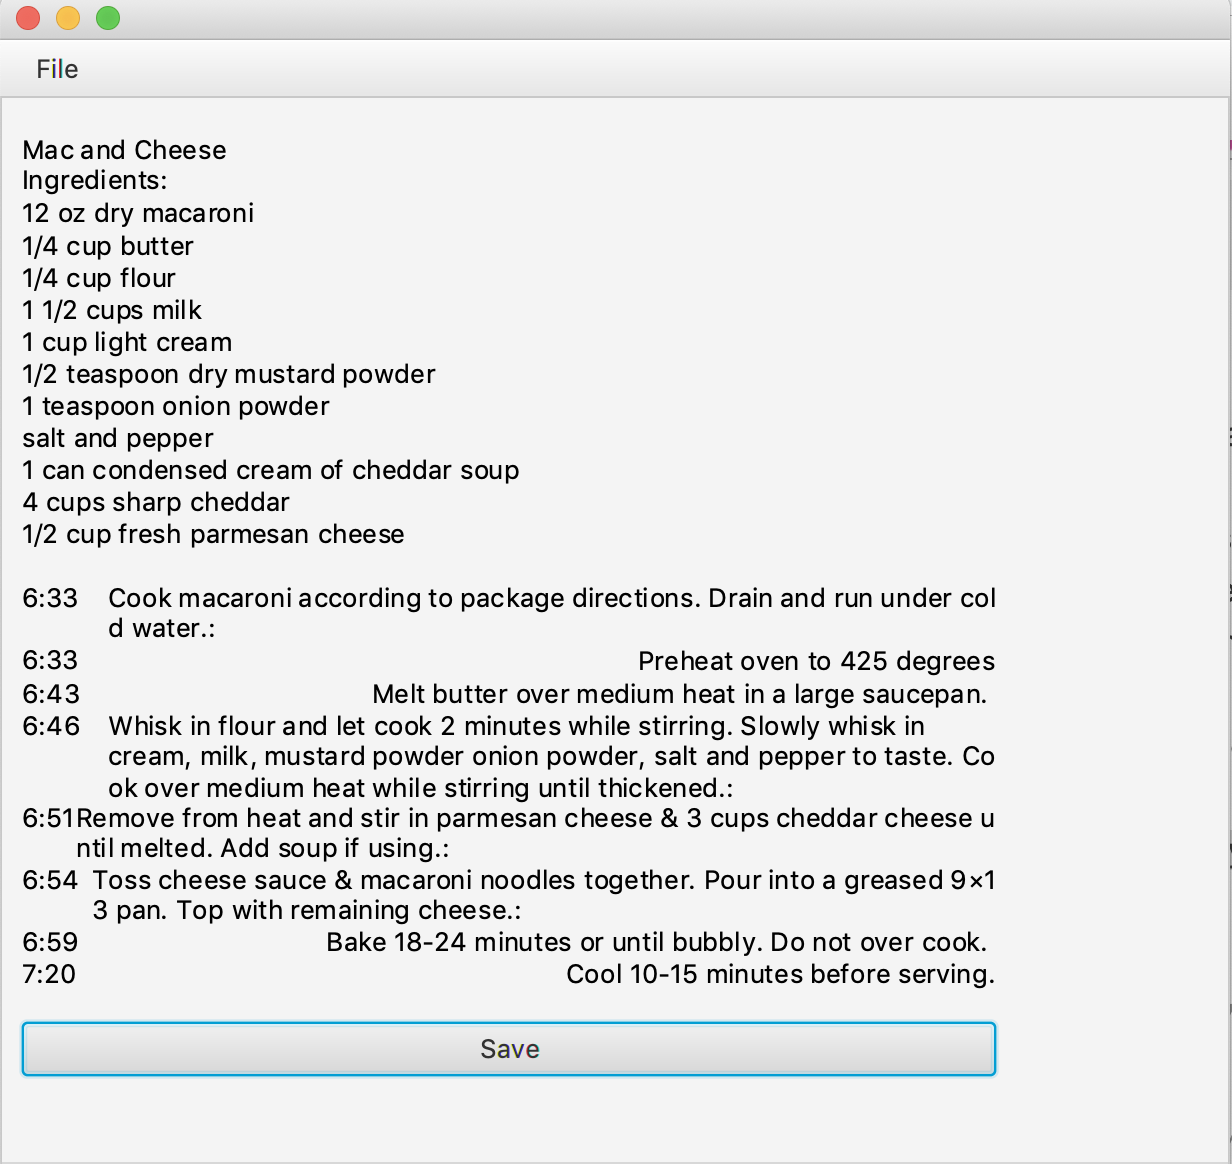 File
Mac and Cheese
Ingredients:
12 oz dry macaroni
1/4 cup butter
1/4 cup flour
1 1/2 cups milk
1 cup light cream
1/2 teaspoon dry mustard powder
1 teaspoon onion powder
salt and pepper
1 can condensed cream of cheddar soup
4 cups sharp cheddar
1/2 cup fresh parmesan cheese
6:33 Cook macaroni according to package directions. Drain and run under col
d water.:
6:33 Preheat oven to 425 degrees
6:43 Melt butter over medium heat in a large saucepan.
6:46 Whisk in flour and let cook 2 minutes while stirring. Slowly whisk in
cream, milk, mustard powder onion powder, salt and pepper to taste. Co
ok over medium heat while stirring until thickened.:
6:51 Remove from heat and stir in parmesan cheese & 3 cups cheddar cheese u
ntil melted. Add soup if using.:
6:54 Toss cheese sauce & macaroni noodles together. Pour into a greased 9×1
3 pan. Top with remaining cheese.:
6:59 Bake 18-24 minutes or until bubbly. Do not over cook.
7:20 Cool 10-15 minutes before serving.
Save